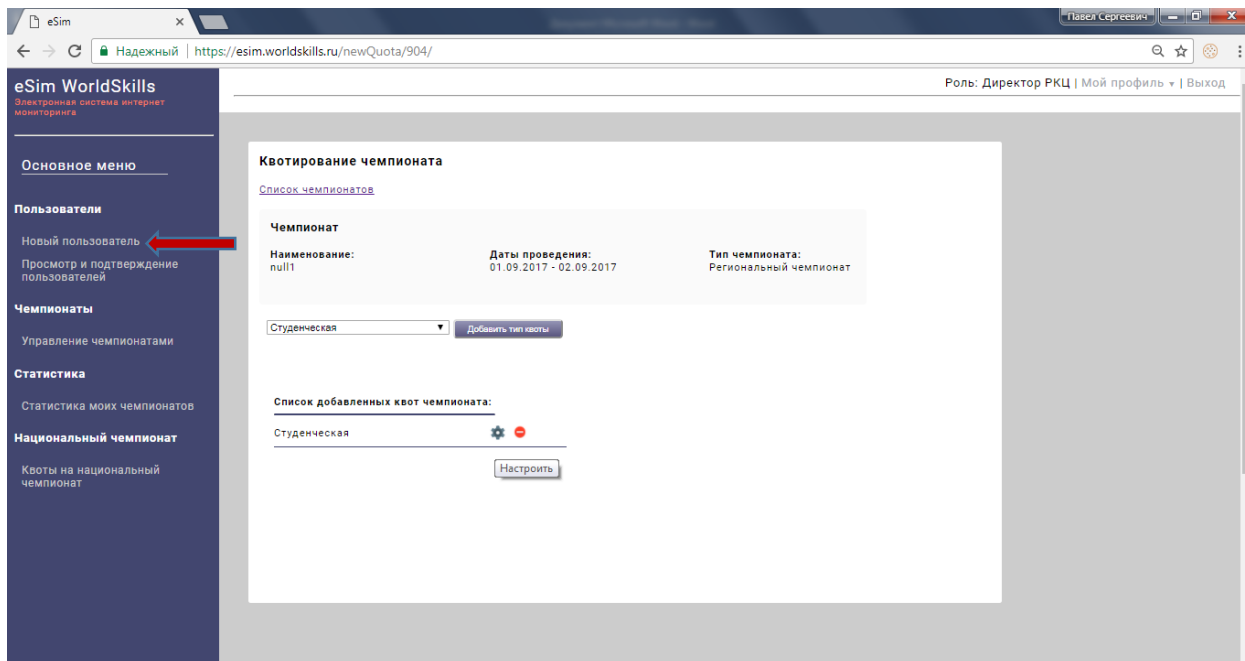 eSim
Павел Сергеевич
Надежный
https://esim.worldskills.ru/newQuota/904/
eSim WorldSkills
Электронная система интернет
мониторинга
Роль: Директор РКЦ | Мой профиль ▾ | Выход
Основное меню
Пользователи
Новый пользователь
Просмотр и подтверждение
пользователей
Чемпионаты
Управление чемпионатами
Статистика
Статистика моих чемпионатов
Национальный чемпионат
Квоты на национальный
чемпионат
Квотирование чемпионата
Список чемпионатов
Чемпионат
Наименование:
null1
Даты проведения:
01.09.2017 - 02.09.2017
Тип чемпионата:
Региональный чемпионат
Студенческая
Добавить тип квоты
Список добавленных квот чемпионата:
Студенческая
Настроить